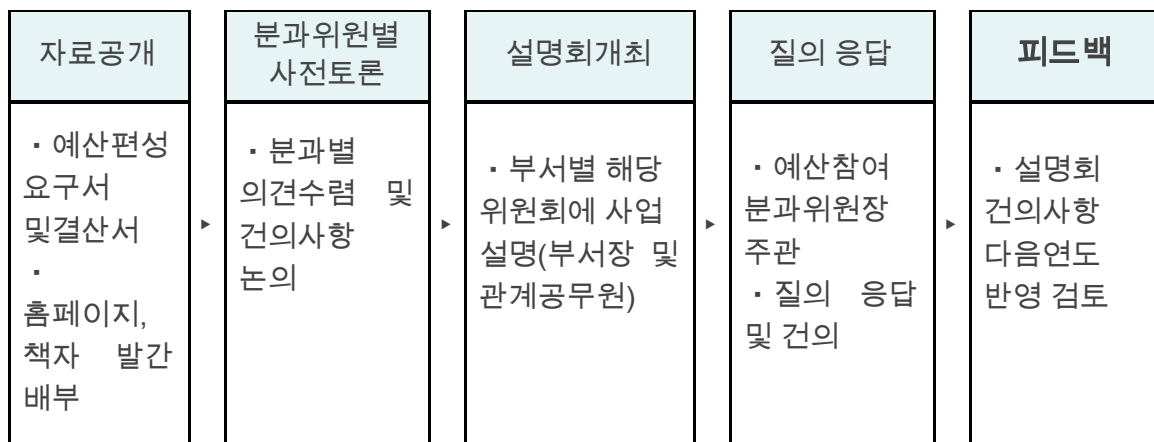 자료공개
・예산편성
요구서
및결산서
・
홈페이지,
책자 발간
배부
▸
분과위원별
사전토론
・분과별
의견수렴 및
건의사항
논의
▸
설명회개최
・부서별 해당
위원회에 사업
설명(부서장 및
관계공무원)
▸
질의 응답
・예산참여
분과위원장
주관
・질의 응답
및 건의
▸
피드백
・설명회
건의사항
다음연도
반영 검토